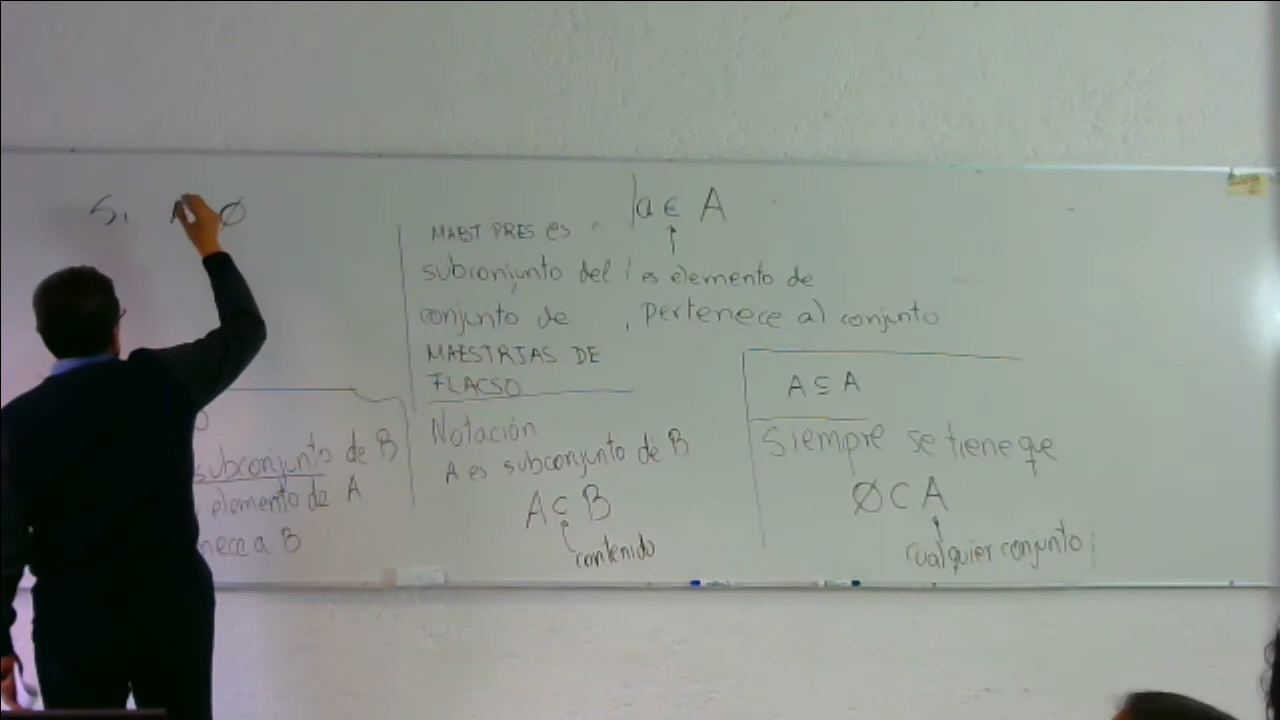 Si ∅
a ∈ A
MAEST PRES es
subconjunto del
conjunto de
MAESTRIAS DE
FLACSO
es elemento de
pertenece al conjunto
subconjunto de B
elemento de A
nece a B
Notación
A es subconjunto de B
A ⊂ B
contenido
A ⊆ A
Siempre se tiene que
∅ ⊂ A
cualquier conjunto